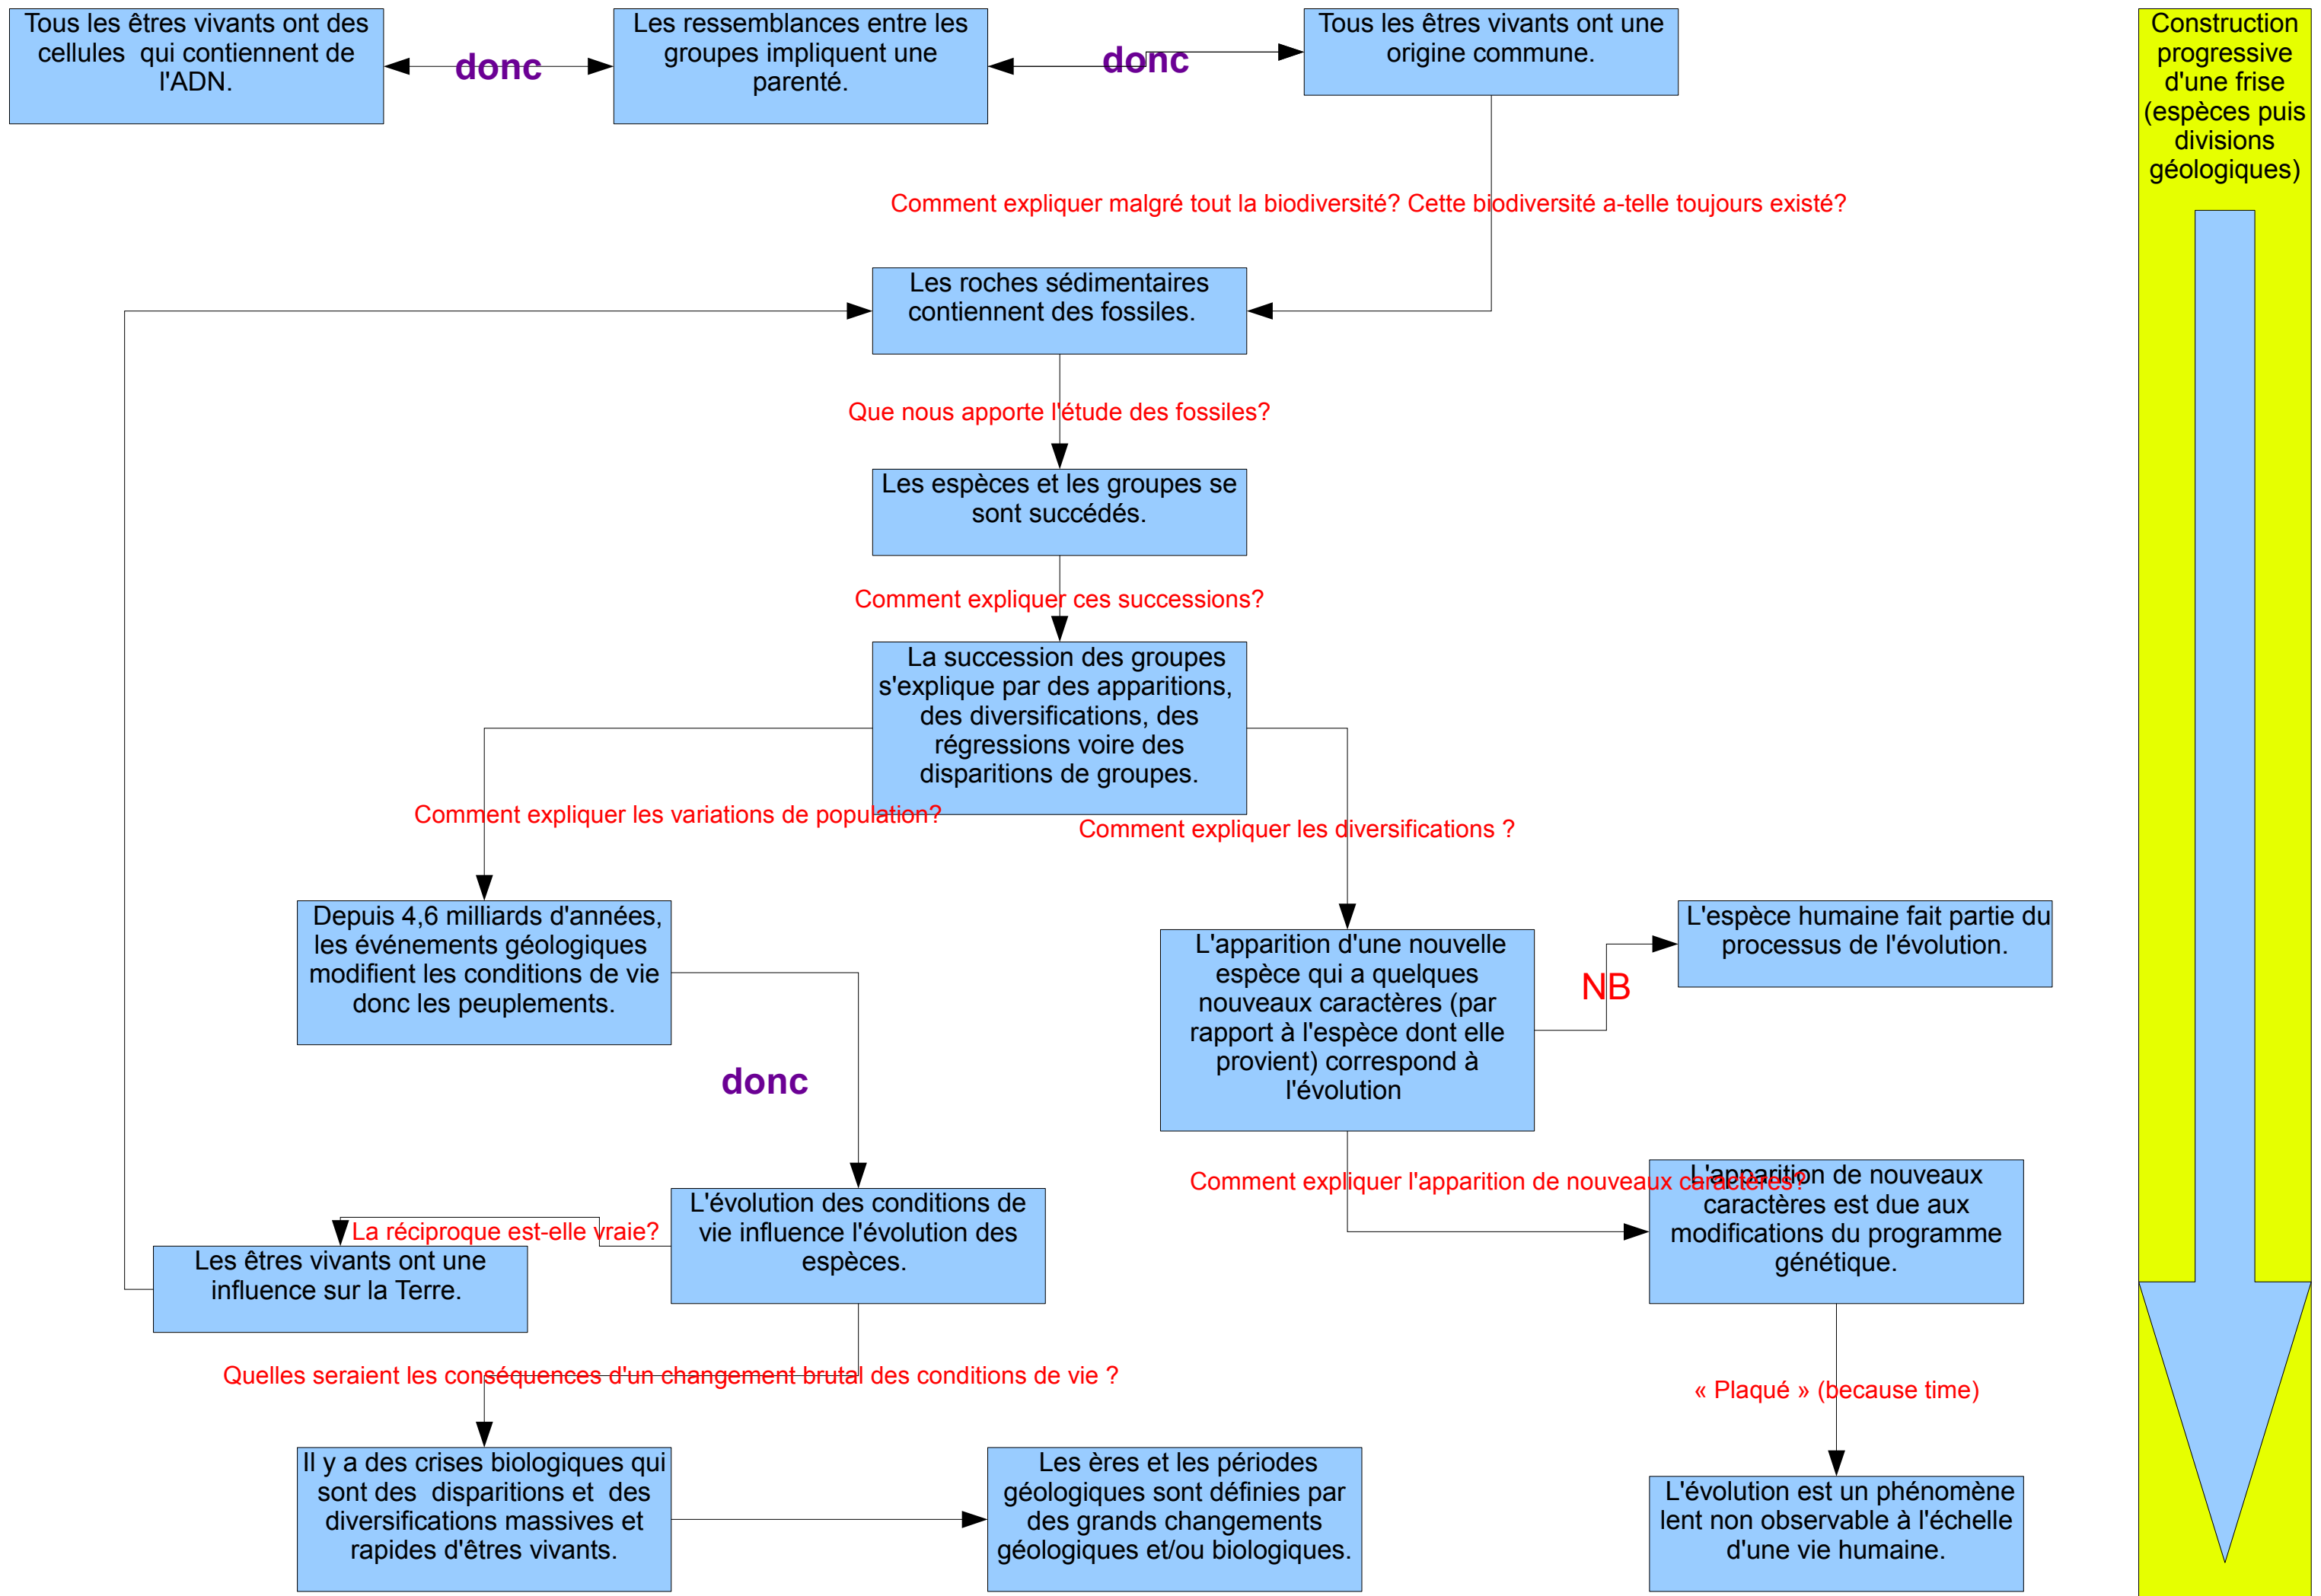 Tous les êtres vivants ont des
cellules qui contiennent de
l'ADN.
donc
Les ressemblances entre les
groupes impliquent une
parenté.
donc
Tous les êtres vivants ont une
origine commune.
Construction
progressive
d'une frise
(espèces puis
divisions
géologiques)
Comment expliquer malgré tout la biodiversité? Cette biodiversité a-telle toujours existé?
Les roches sédimentaires
contiennent des fossiles.
Que nous apporte l'étude des fossiles?
Les espèces et les groupes se
sont succédés.
Comment expliquer ces successions?
La succession des groupes
s'explique par des apparitions,
des diversifications, des
régressions voire des
disparitions de groupes.
Comment expliquer les variations de population?
Comment expliquer les diversifications ?
Depuis 4,6 milliards d'années,
les événements géologiques
modifient les conditions de vie
donc les peuplements.
L'apparition d'une nouvelle
espèce qui a quelques
nouveaux caractères (par
rapport à l'espèce dont elle
provient) correspond à
l'évolution
NB
L'espèce humaine fait partie du
processus de l'évolution.
donc
Comment expliquer l'apparition de nouveaux caractères?
L'apparition de nouveaux
caractères est due aux
modifications du programme
génétique.
L'évolution des conditions de
vie influence l'évolution des
espèces.
La réciproque est-elle vraie?
Les êtres vivants ont une
influence sur la Terre.
Quelles seraient les conséquences d'un changement brutal des conditions de vie ?
« Plaqué » (because time)
Il y a des crises biologiques qui
sont des disparitions et des
diversifications massives et
rapides d'êtres vivants.
Les ères et les périodes
géologiques sont définies par
des grands changements
géologiques et/ou biologiques.
L'évolution est un phénomène
lent non observable à l'échelle
d'une vie humaine.